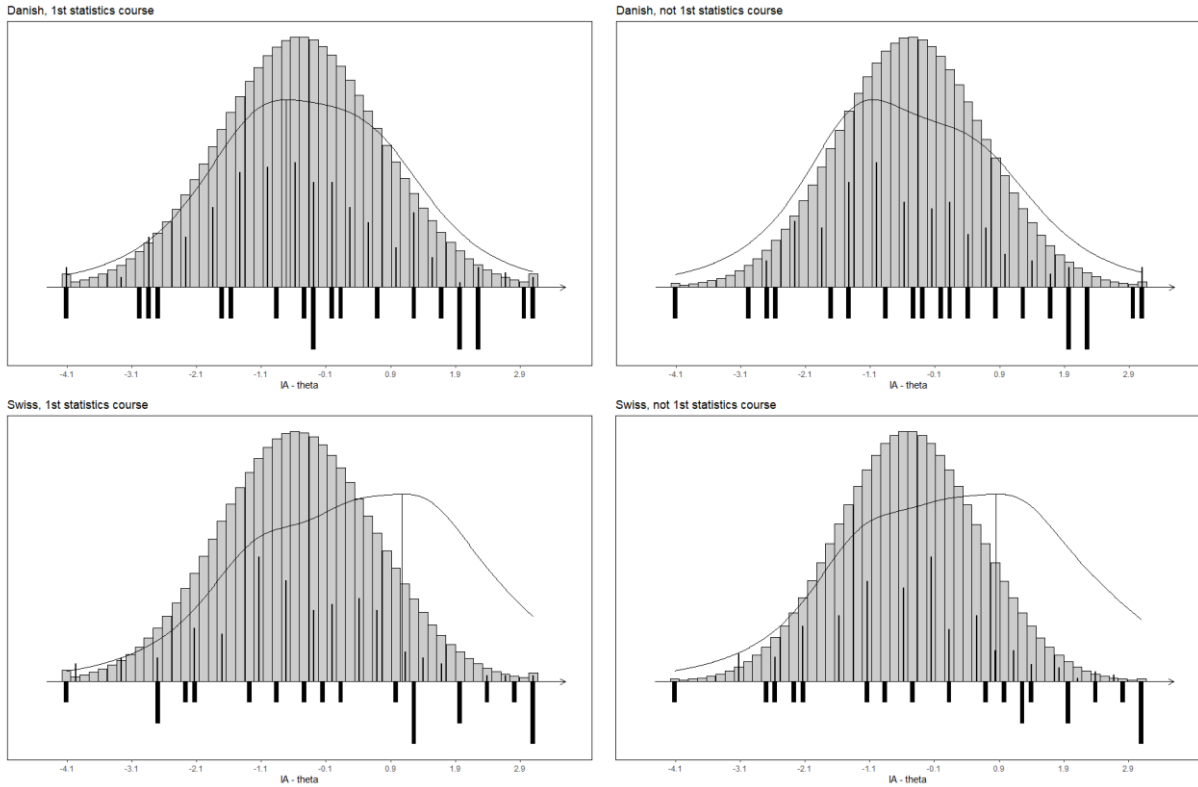 Danish, 1st statistics course
-4.1 -3.1 -2.1 -1.1 -0.1 0.9 1.9 2.9
IA - theta
Danish, not 1st statistics course
-4.1 -3.1 -2.1 -1.1 -0.1 0.9 1.9 2.9
IA - theta
Swiss, 1st statistics course
-4.1 -3.1 -2.1 -1.1 -0.1 0.9 1.9 2.9
IA - theta
Swiss, not 1st statistics course
-4.1 -3.1 -2.1 -1.1 -0.1 0.9 1.9 2.9
IA - theta